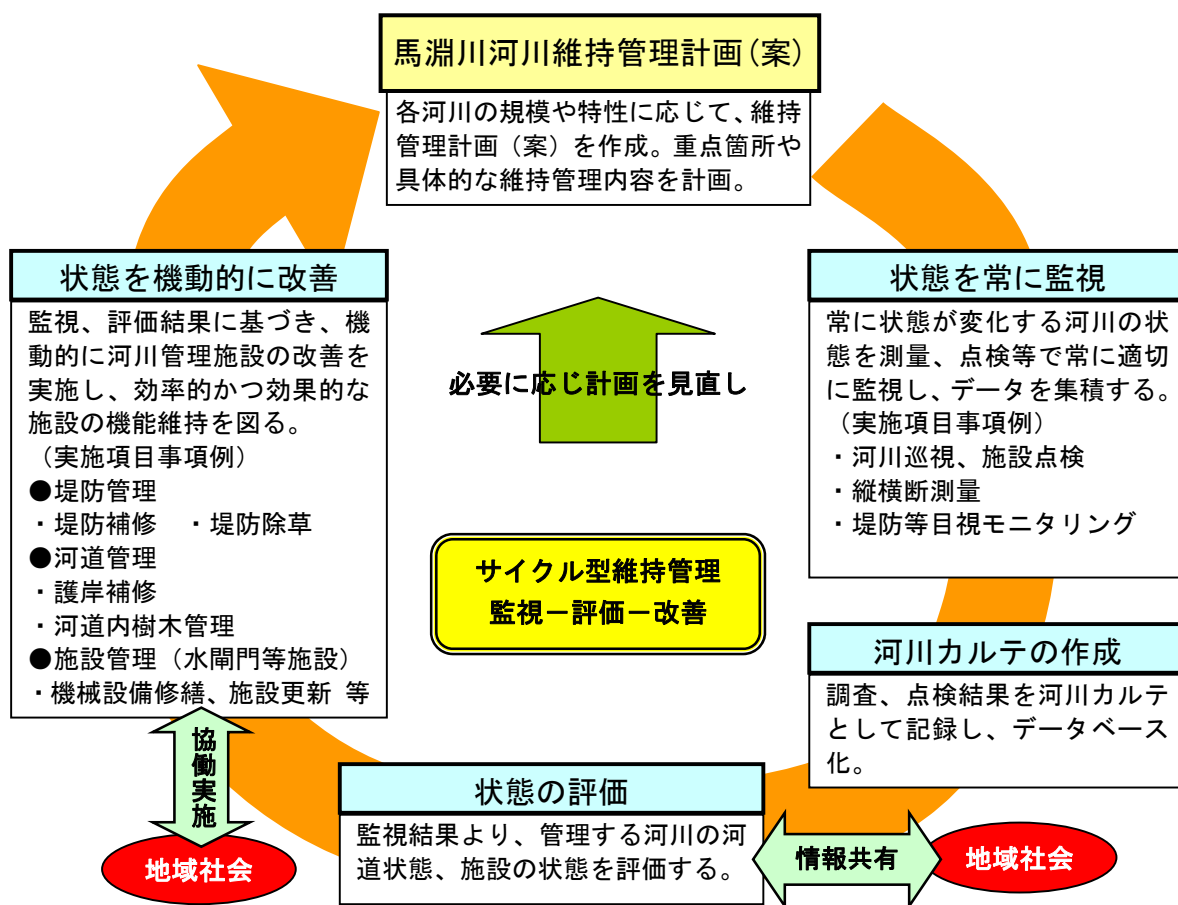 馬淵川河川維持管理計画（案）
各河川の規模や特性に応じて、維持
管理計画（案）を作成。重点箇所や
具体的な維持管理内容を計画。
状態を常に監視
常に状態が変化する河川の状
態を測量、点検等で常に適切
に監視し、データを集積する。
（実施項目事項例）
・河川巡視、施設点検
・縦横断測量
・堤防等目視モニタリング
河川カルテの作成
調査、点検結果を河川カルテ
として記録し、データベース
化。
状態の評価
監視結果より、管理する河川の河
道状態、施設の状態を評価する。
情報共有
地域社会
状態を機動的に改善
監視、評価結果に基づき、機
動的に河川管理施設の改善を
実施し、効率的かつ効果的な
施設の機能維持を図る。
（実施項目事項例）
●堤防管理
・堤防補修　・堤防除草
●河道管理
・護岸補修
・河道内樹木管理
●施設管理（水閘門等施設）
・機械設備修繕、施設更新 等
協働実施
地域社会
必要に応じ計画を見直し
サイクル型維持管理
監視－評価－改善